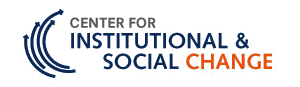 CENTER FOR
INSTITUTIONAL &
SOCIAL CHANGE